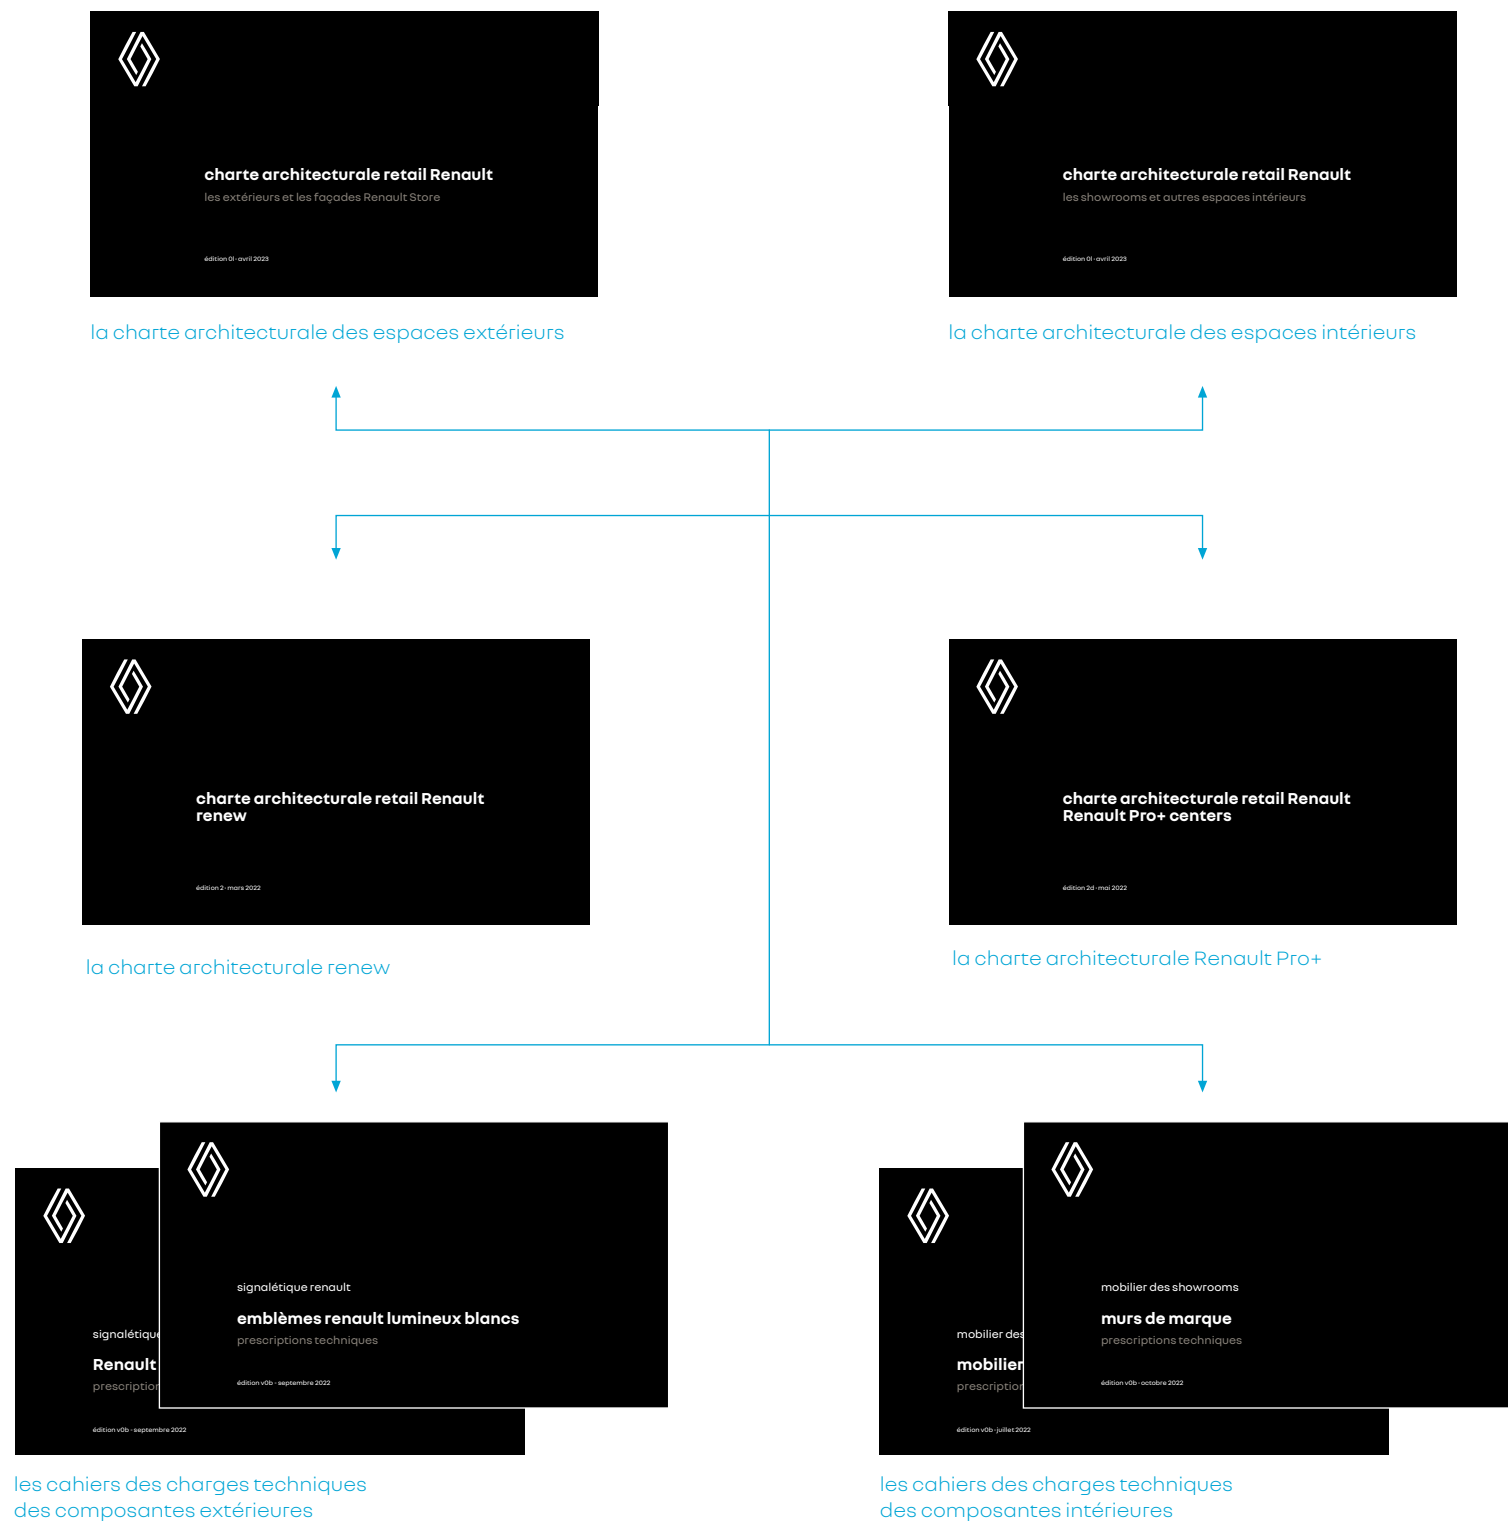 charte architecturale retail Renault
les extérieurs et les façades Renault Store
édition 01 - avril 2023
la charte architecturale des espaces extérieurs
charte architecturale retail Renault
les showrooms et autres espaces intérieurs
édition 01 - avril 2023
la charte architecturale des espaces intérieurs
charte architecturale retail Renault
renew
édition 2 - mars 2022
la charte architecturale renew
charte architecturale retail Renault
Renault Pro+ centers
édition 2d - mai 2022
la charte architecturale Renault Pro+
signalétique renault
emblèmes renault lumineux blancs
prescriptions techniques
édition v0b - septembre 2022
signalétique
Renault
prescription
édition v0b - septembre 2022
les cahiers des charges techniques
des composantes extérieures
mobilier des showrooms
murs de marque
prescriptions techniques
édition v0b - octobre 2022
mobilier des
mobilier
prescription
édition v0b - juillet 2022
les cahiers des charges techniques
des composantes intérieures